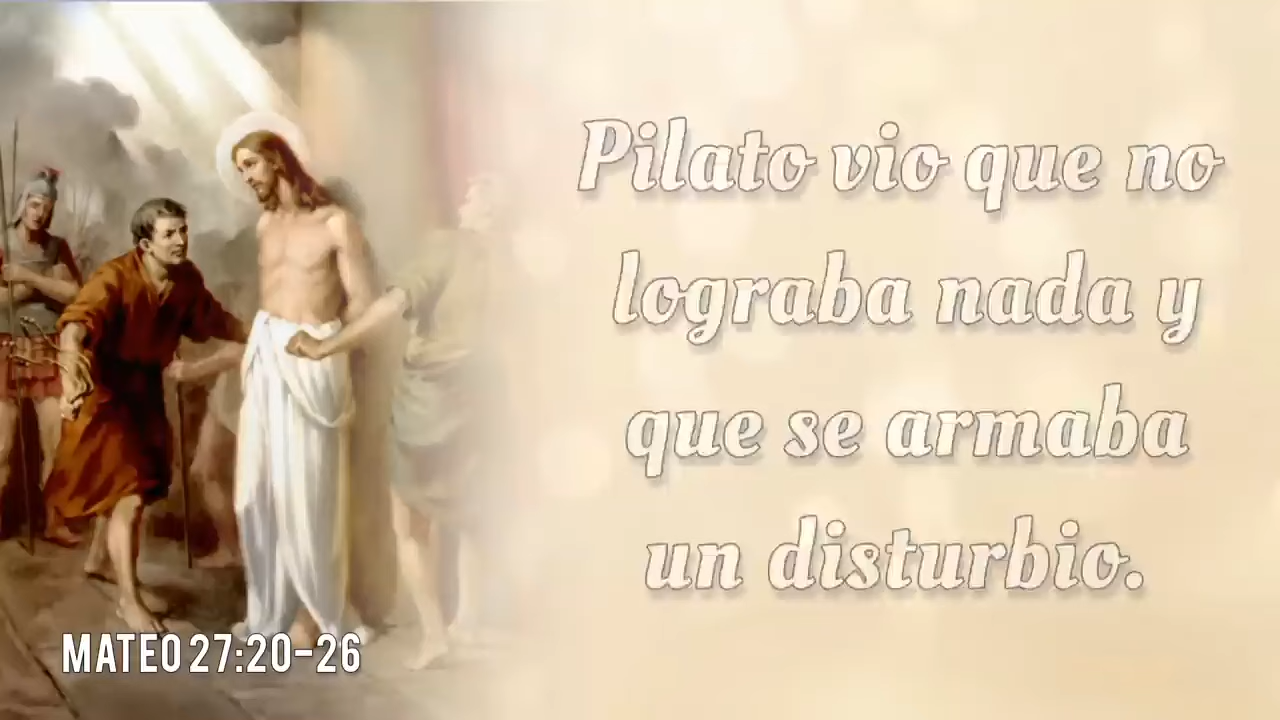 Pilato vio que no
lograba nada y
que se armaba
un disturbio.
MATEO 27:20-26